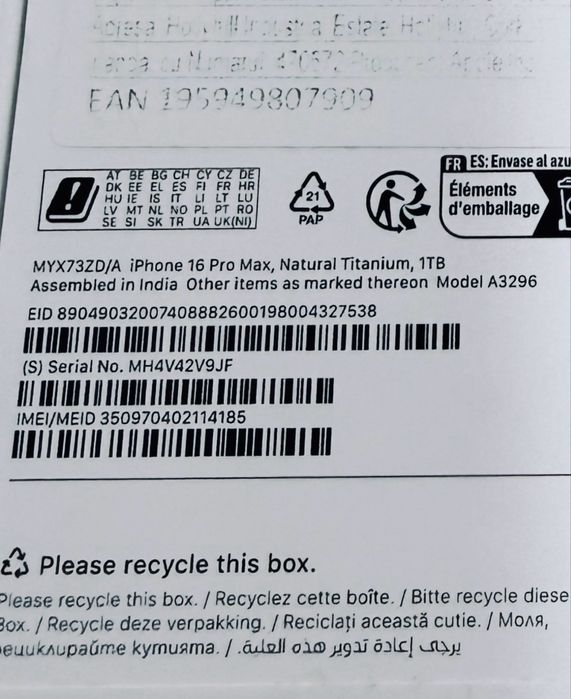 EAN 195949807909
AT BE BG CH CY CZ DE
DK EE EL ES FI FR HR
HU IE IS IT LI LT LU
LV MT NL NO PL PT RO
SE SI SK TR UA UK(NI)
21
PAP
FR ES: Envase al azu
Éléments
d'emballage
MYX73ZD/A iPhone 16 Pro Max, Natural Titanium, 1TB
Assembled in India Other items as marked thereon Model A3296
EID 89049032007408882600198004327538
(S) Serial No. MH4V42V9JF
IMEI/MEID 350970402114185
Please recycle this box.
Please recycle this box. / Recyclez cette boîte. / Bitte recycle diese
Box. / Recycle deze verpakking. / Reciclați această cutie. / Моля,
рециклирайте кутията. / يرجى إعادة تدوير هذه العلبة.